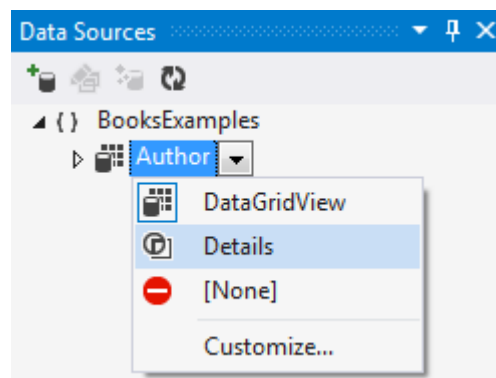 Data Sources
{ } BooksExamples
Author
DataGridView
Details
[None]
Customize...